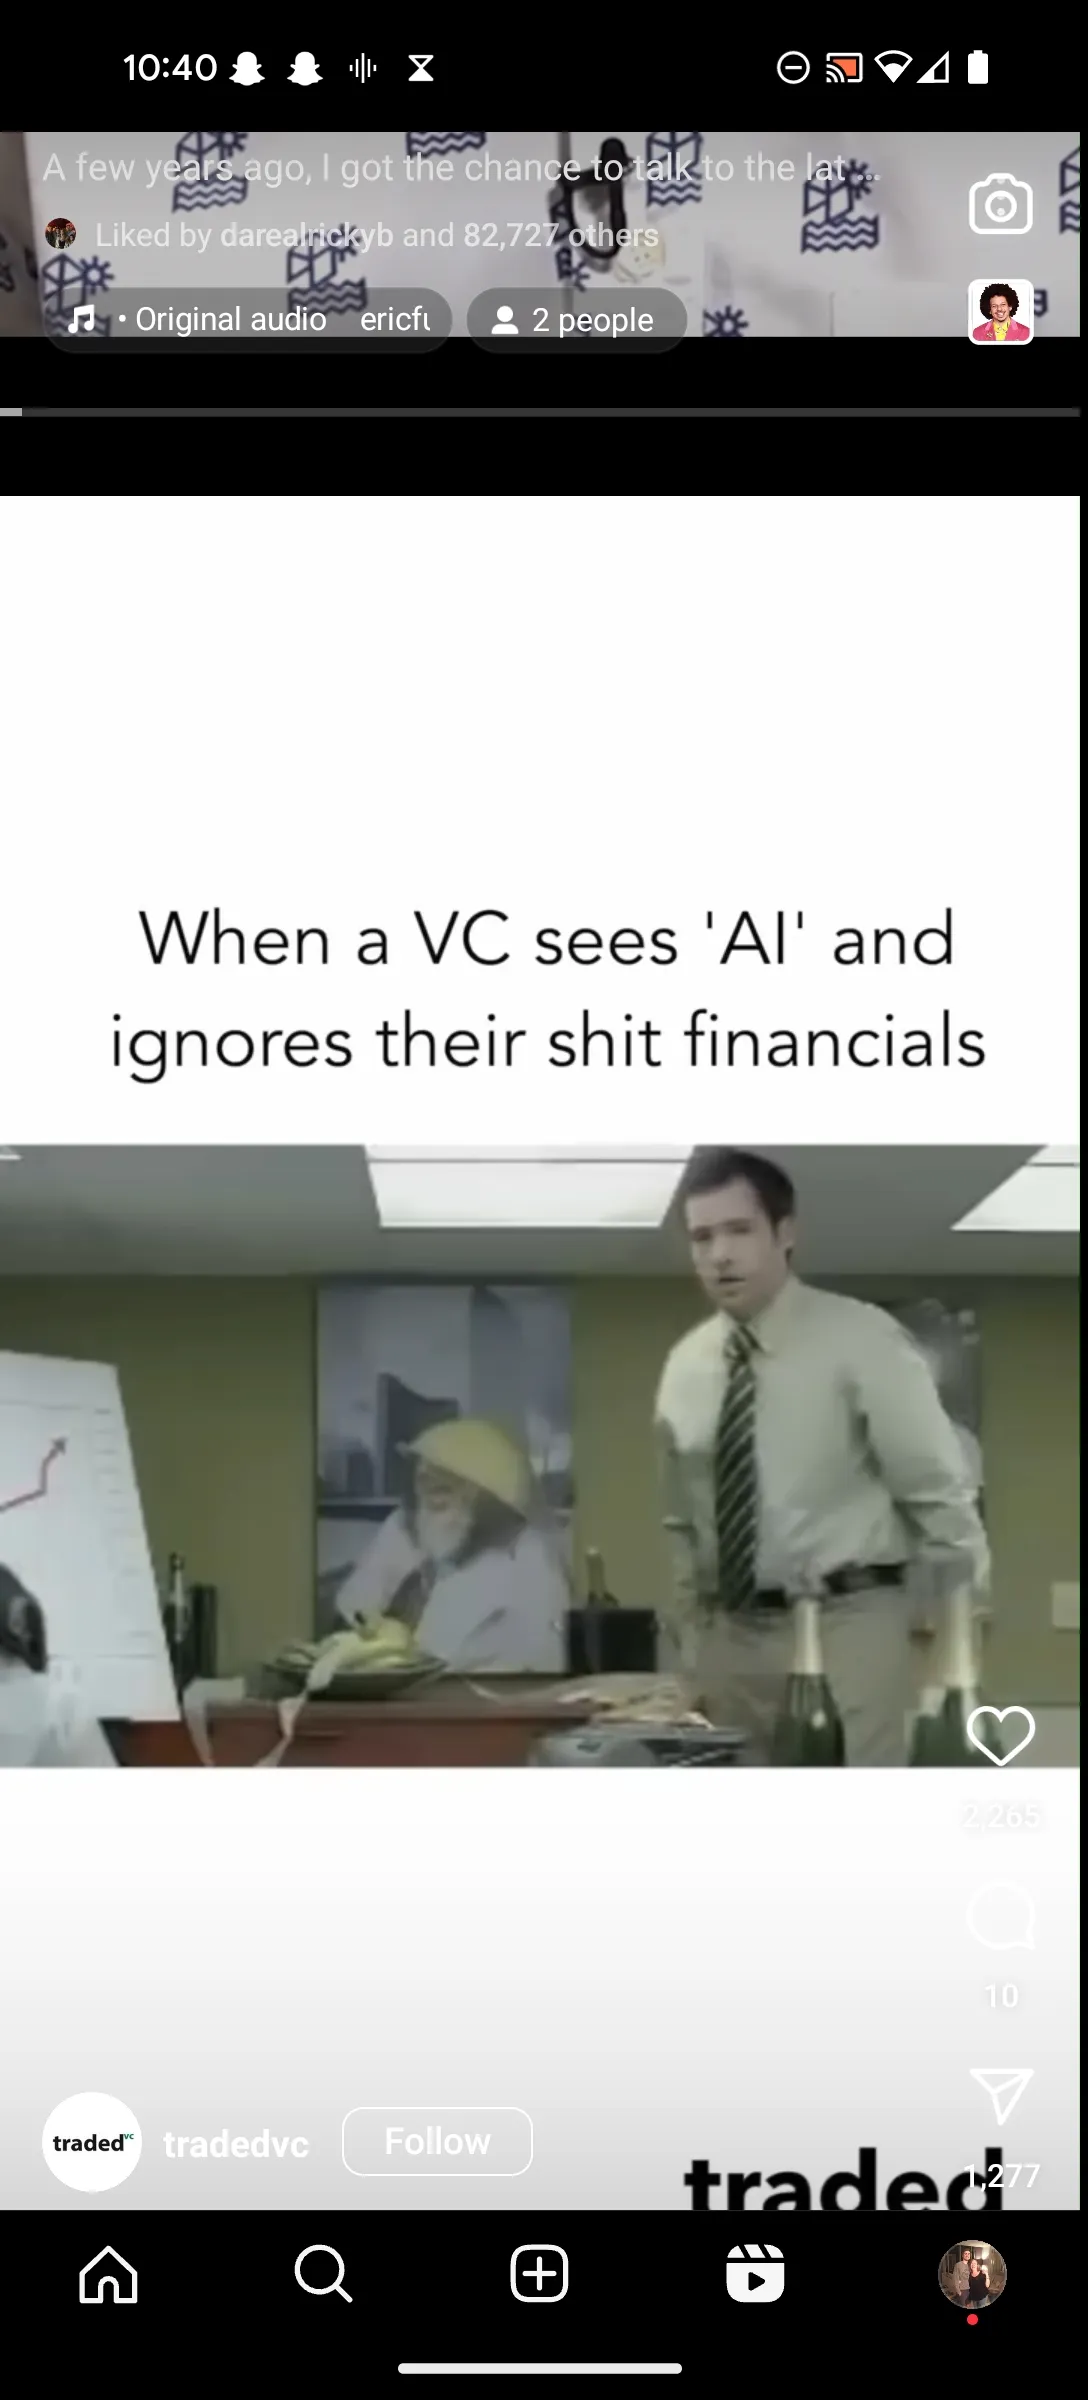 10:40
A few years ago, I got the chance to talk to the lat ...
Liked by darealrickyb and 82,727 others
• Original audio ericfu
2 people
When a VC sees 'AI' and
ignores their shit financials
2,265
10
1,277
tradedvc
tradedvc
Follow
traded